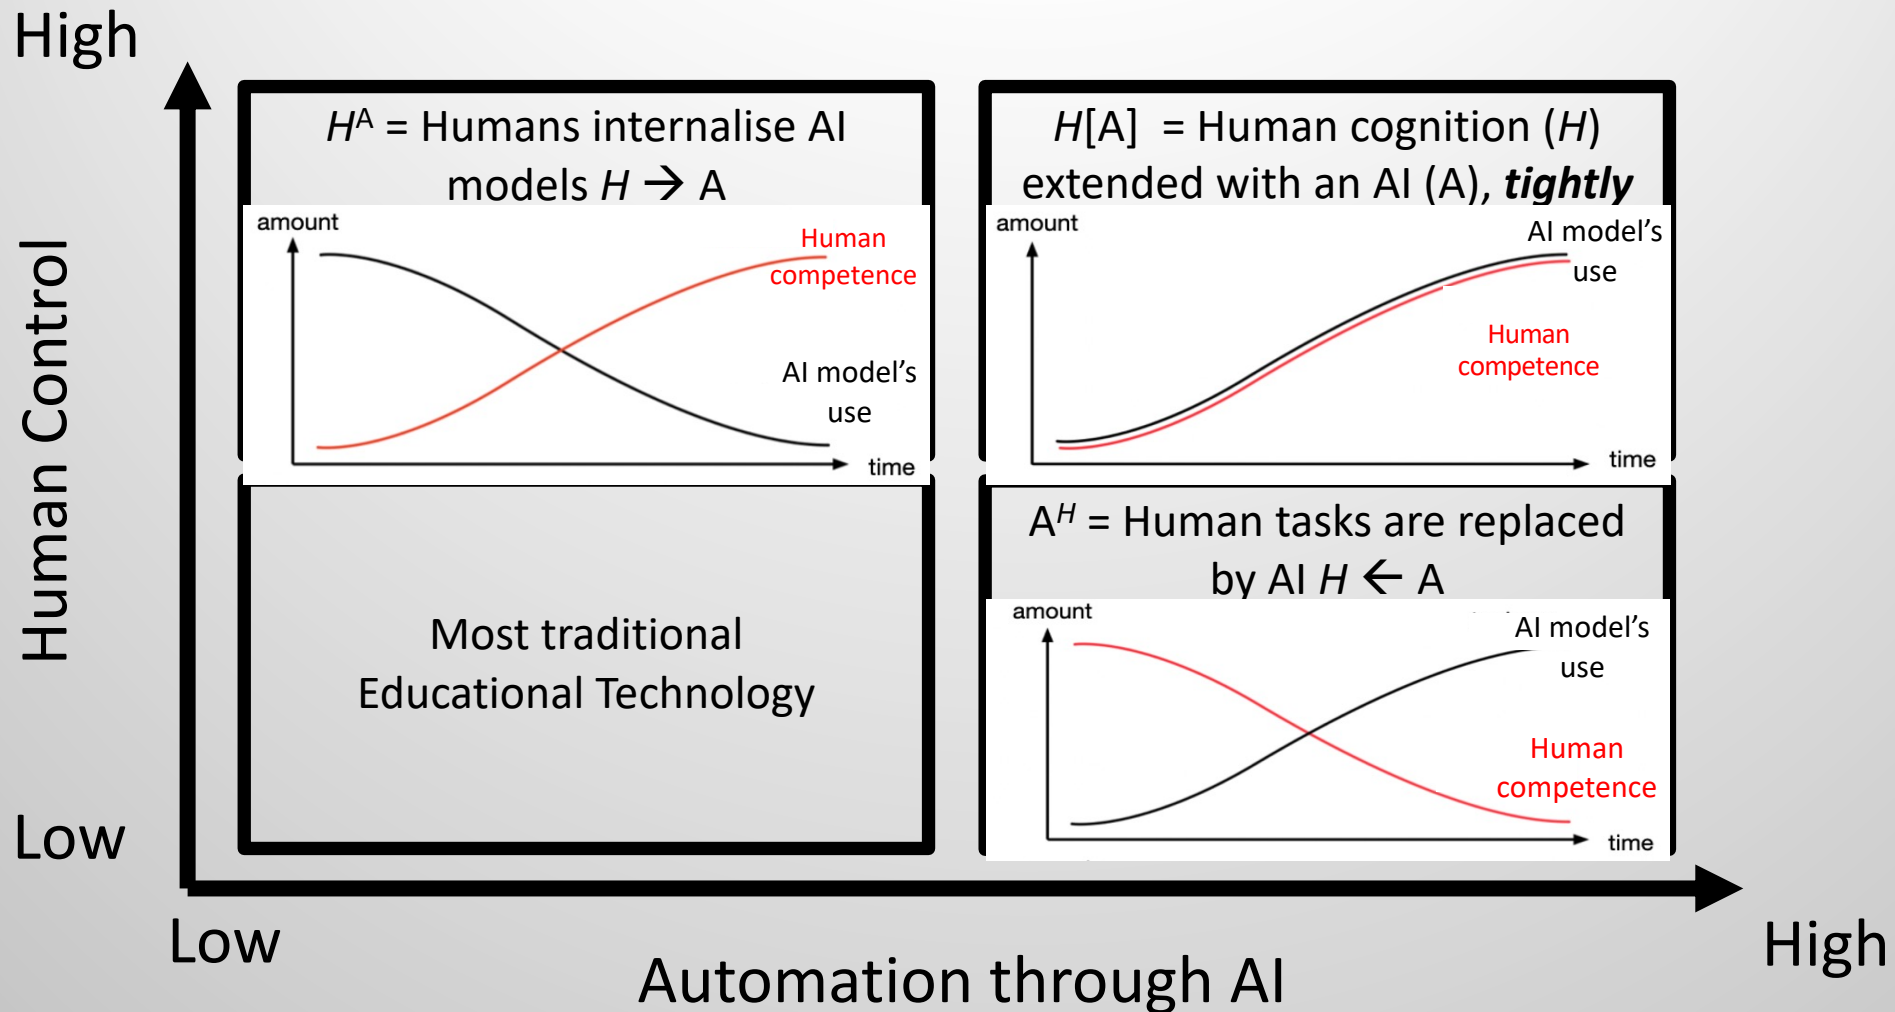 High
Human Control
Low
Hᴬ = Humans internalise AI
models H → A
amount
Human
competence
AI model's
use
time
H[A] = Human cognition (H)
extended with an AI (A), tightly
amount
AI model's
use
Human
competence
time
Most traditional
Educational Technology
Aᴴ = Human tasks are replaced
by AI H ← A
amount
AI model's
use
Human
competence
time
Low
Automation through AI
High